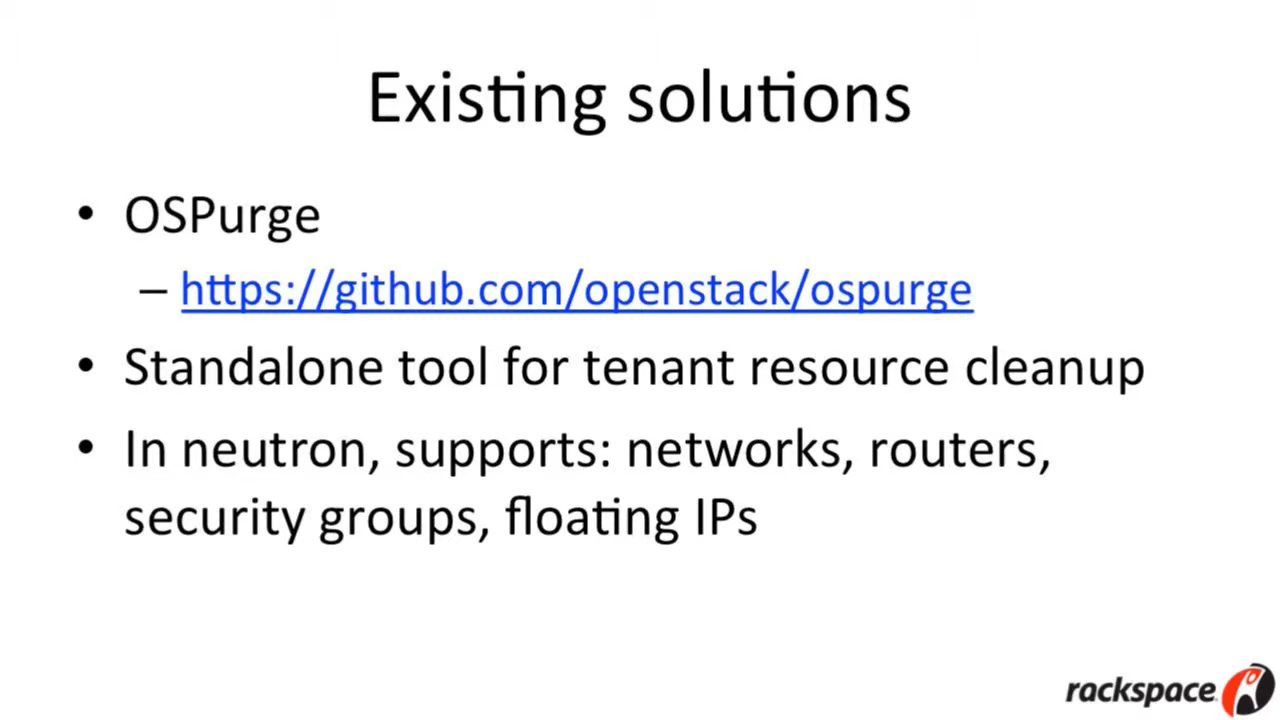 Existing solutions
• OSPurge
– https://github.com/openstack/ospurge
• Standalone tool for tenant resource cleanup
• In neutron, supports: networks, routers,
security groups, floating IPs
rackspace